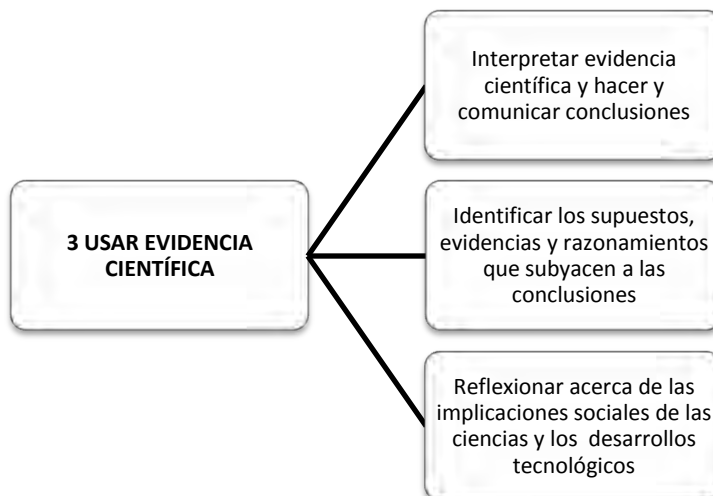 Interpretar evidencia
científica y hacer y
comunicar conclusiones
3 USAR EVIDENCIA
CIENTÍFICA
Identificar los supuestos,
evidencias y razonamientos
que subyacen a las
conclusiones
Reflexionar acerca de las
implicaciones sociales de las
ciencias y los desarrollos
tecnológicos